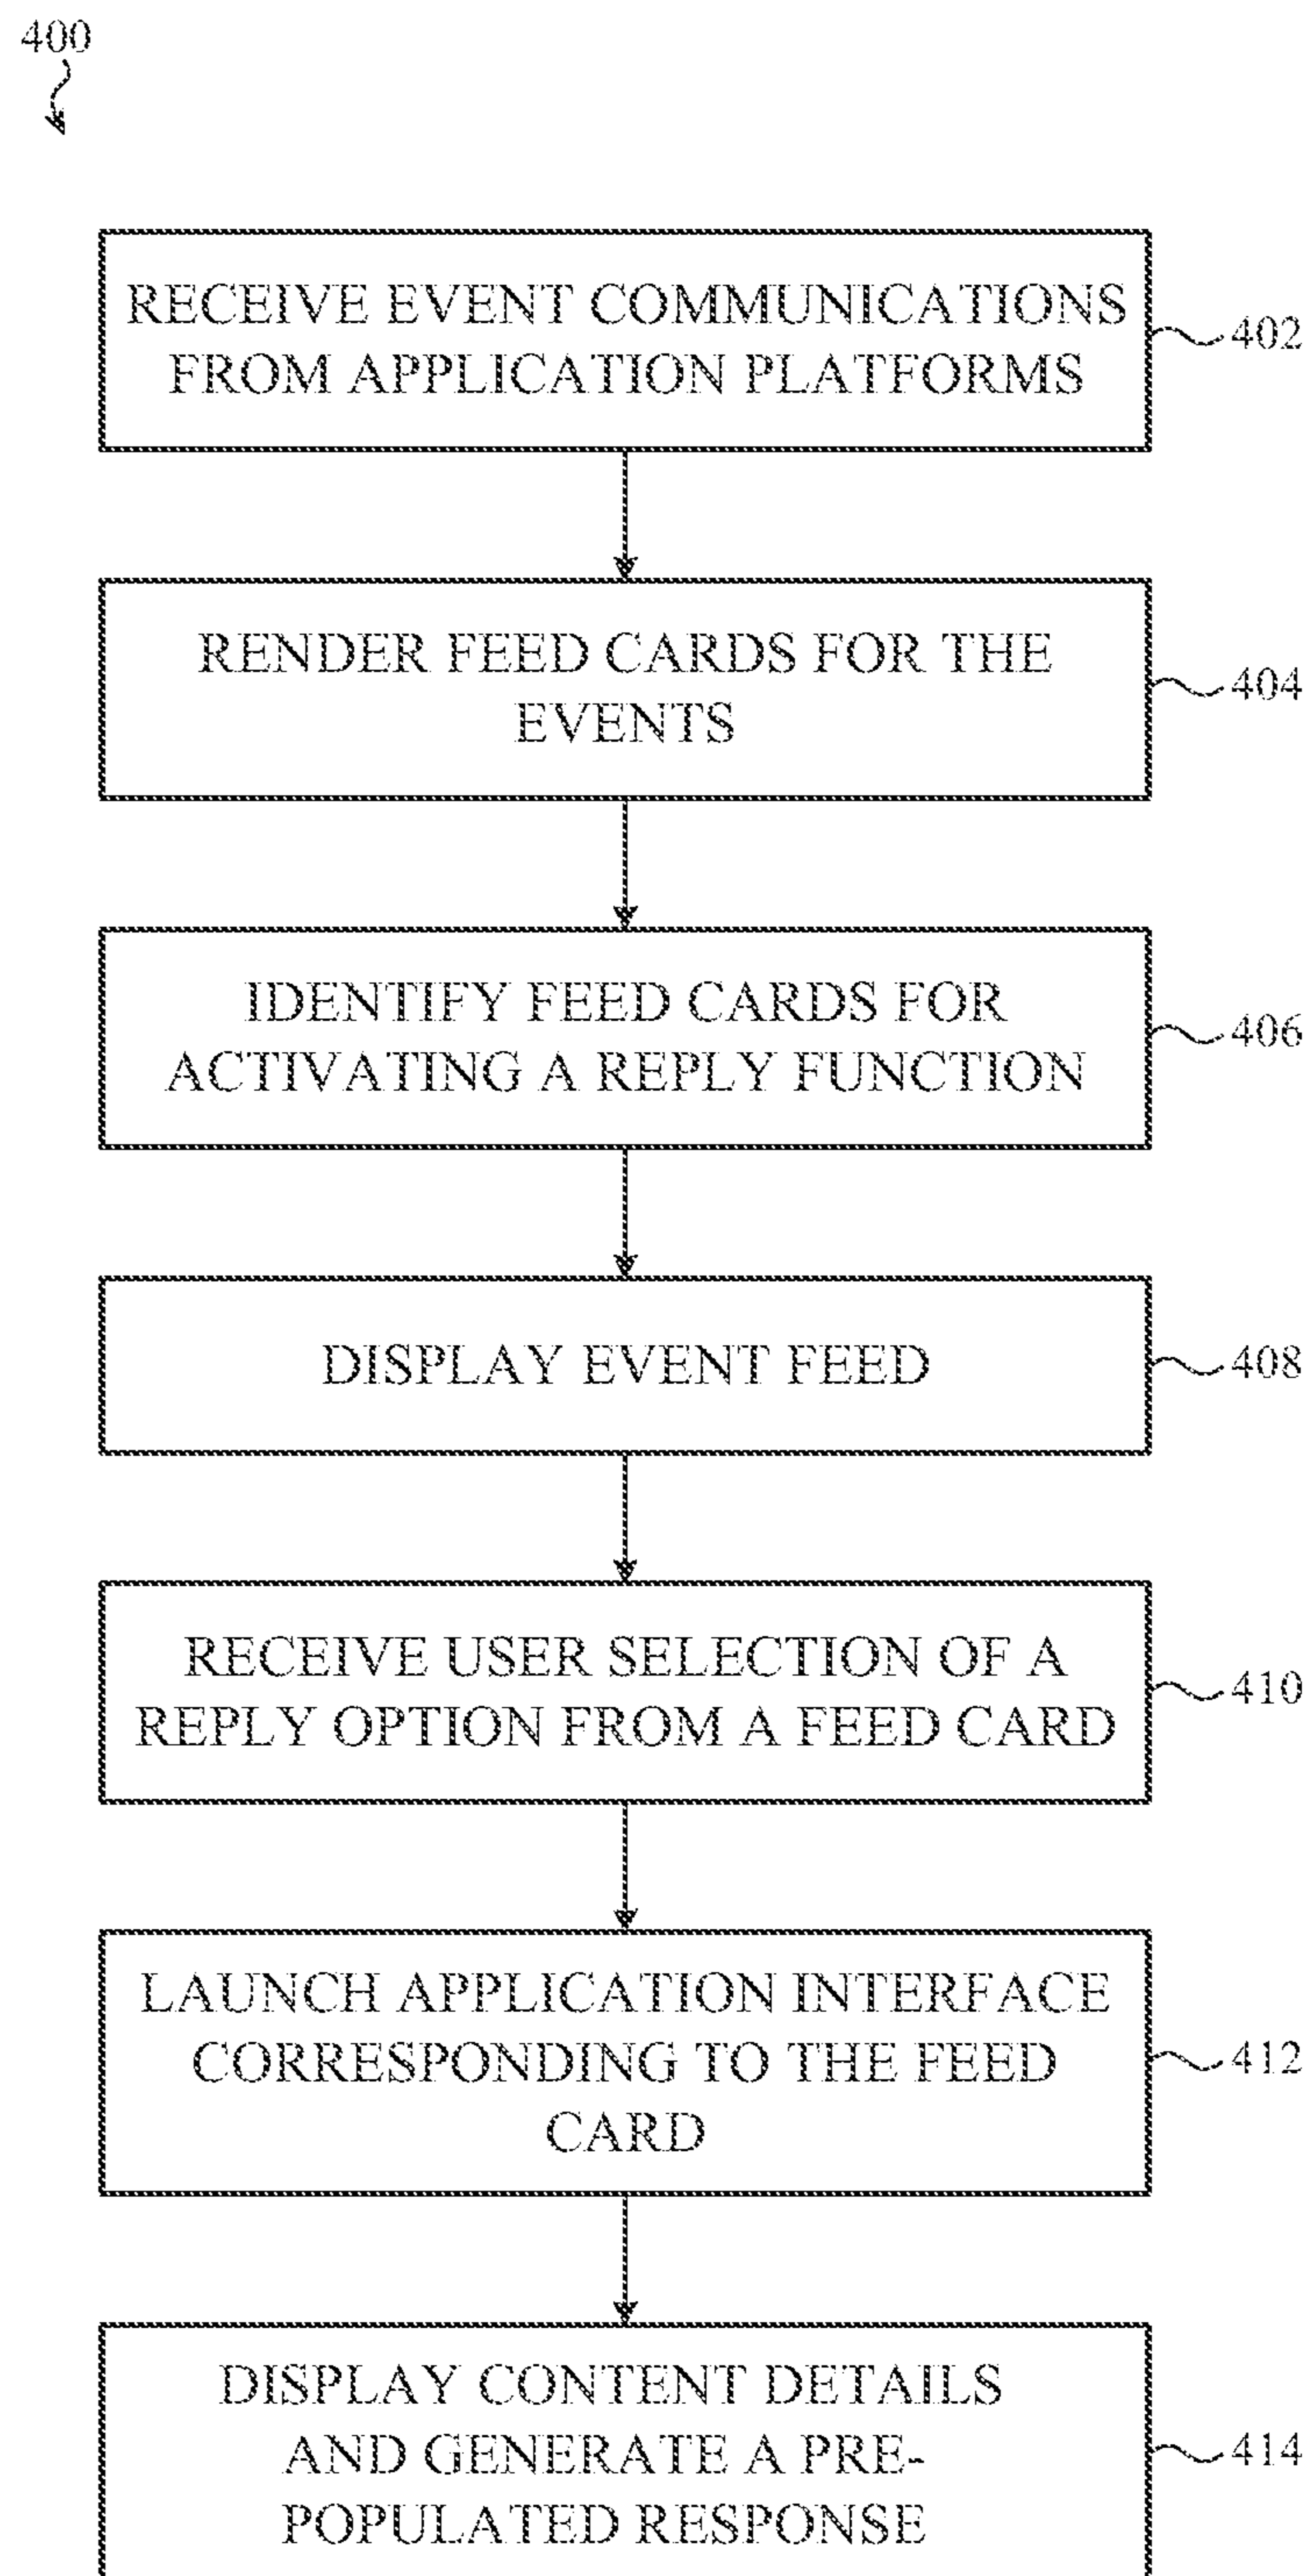 400
RECEIVE EVENT COMMUNICATIONS
FROM APPLICATION PLATFORMS
402
RENDER FEED CARDS FOR THE
EVENTS
404
IDENTIFY FEED CARDS FOR
ACTIVATING A REPLY FUNCTION
406
DISPLAY EVENT FEED
408
RECEIVE USER SELECTION OF A
REPLY OPTION FROM A FEED CARD
410
LAUNCH APPLICATION INTERFACE
CORRESPONDING TO THE FEED
CARD
412
DISPLAY CONTENT DETAILS
AND GENERATE A PRE-
POPULATED RESPONSE
414